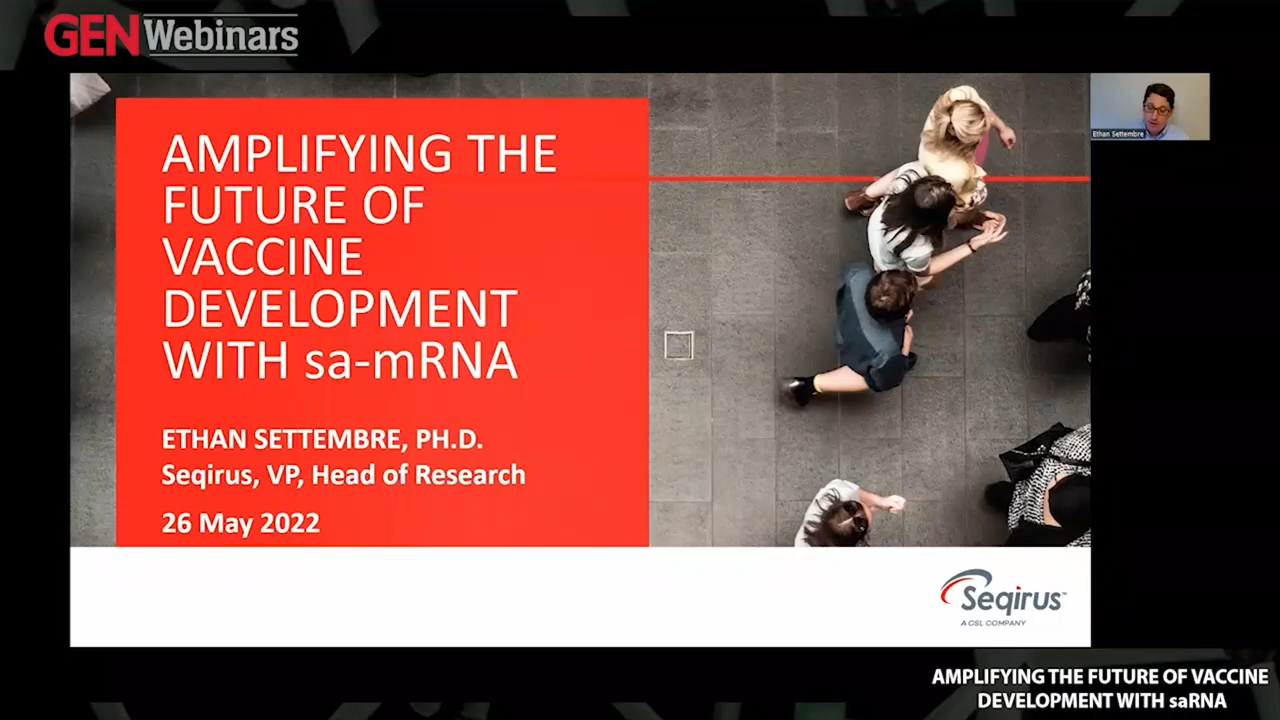 GEN Webinars
AMPLIFYING THE
FUTURE OF
VACCINE
DEVELOPMENT
WITH sa-mRNA
ETHAN SETTEMBRE, PH.D.
Seqirus, VP, Head of Research
26 May 2022
Ethan Settembre
Seqirus™
A CSL COMPANY
AMPLIFYING THE FUTURE OF VACCINE
DEVELOPMENT WITH saRNA